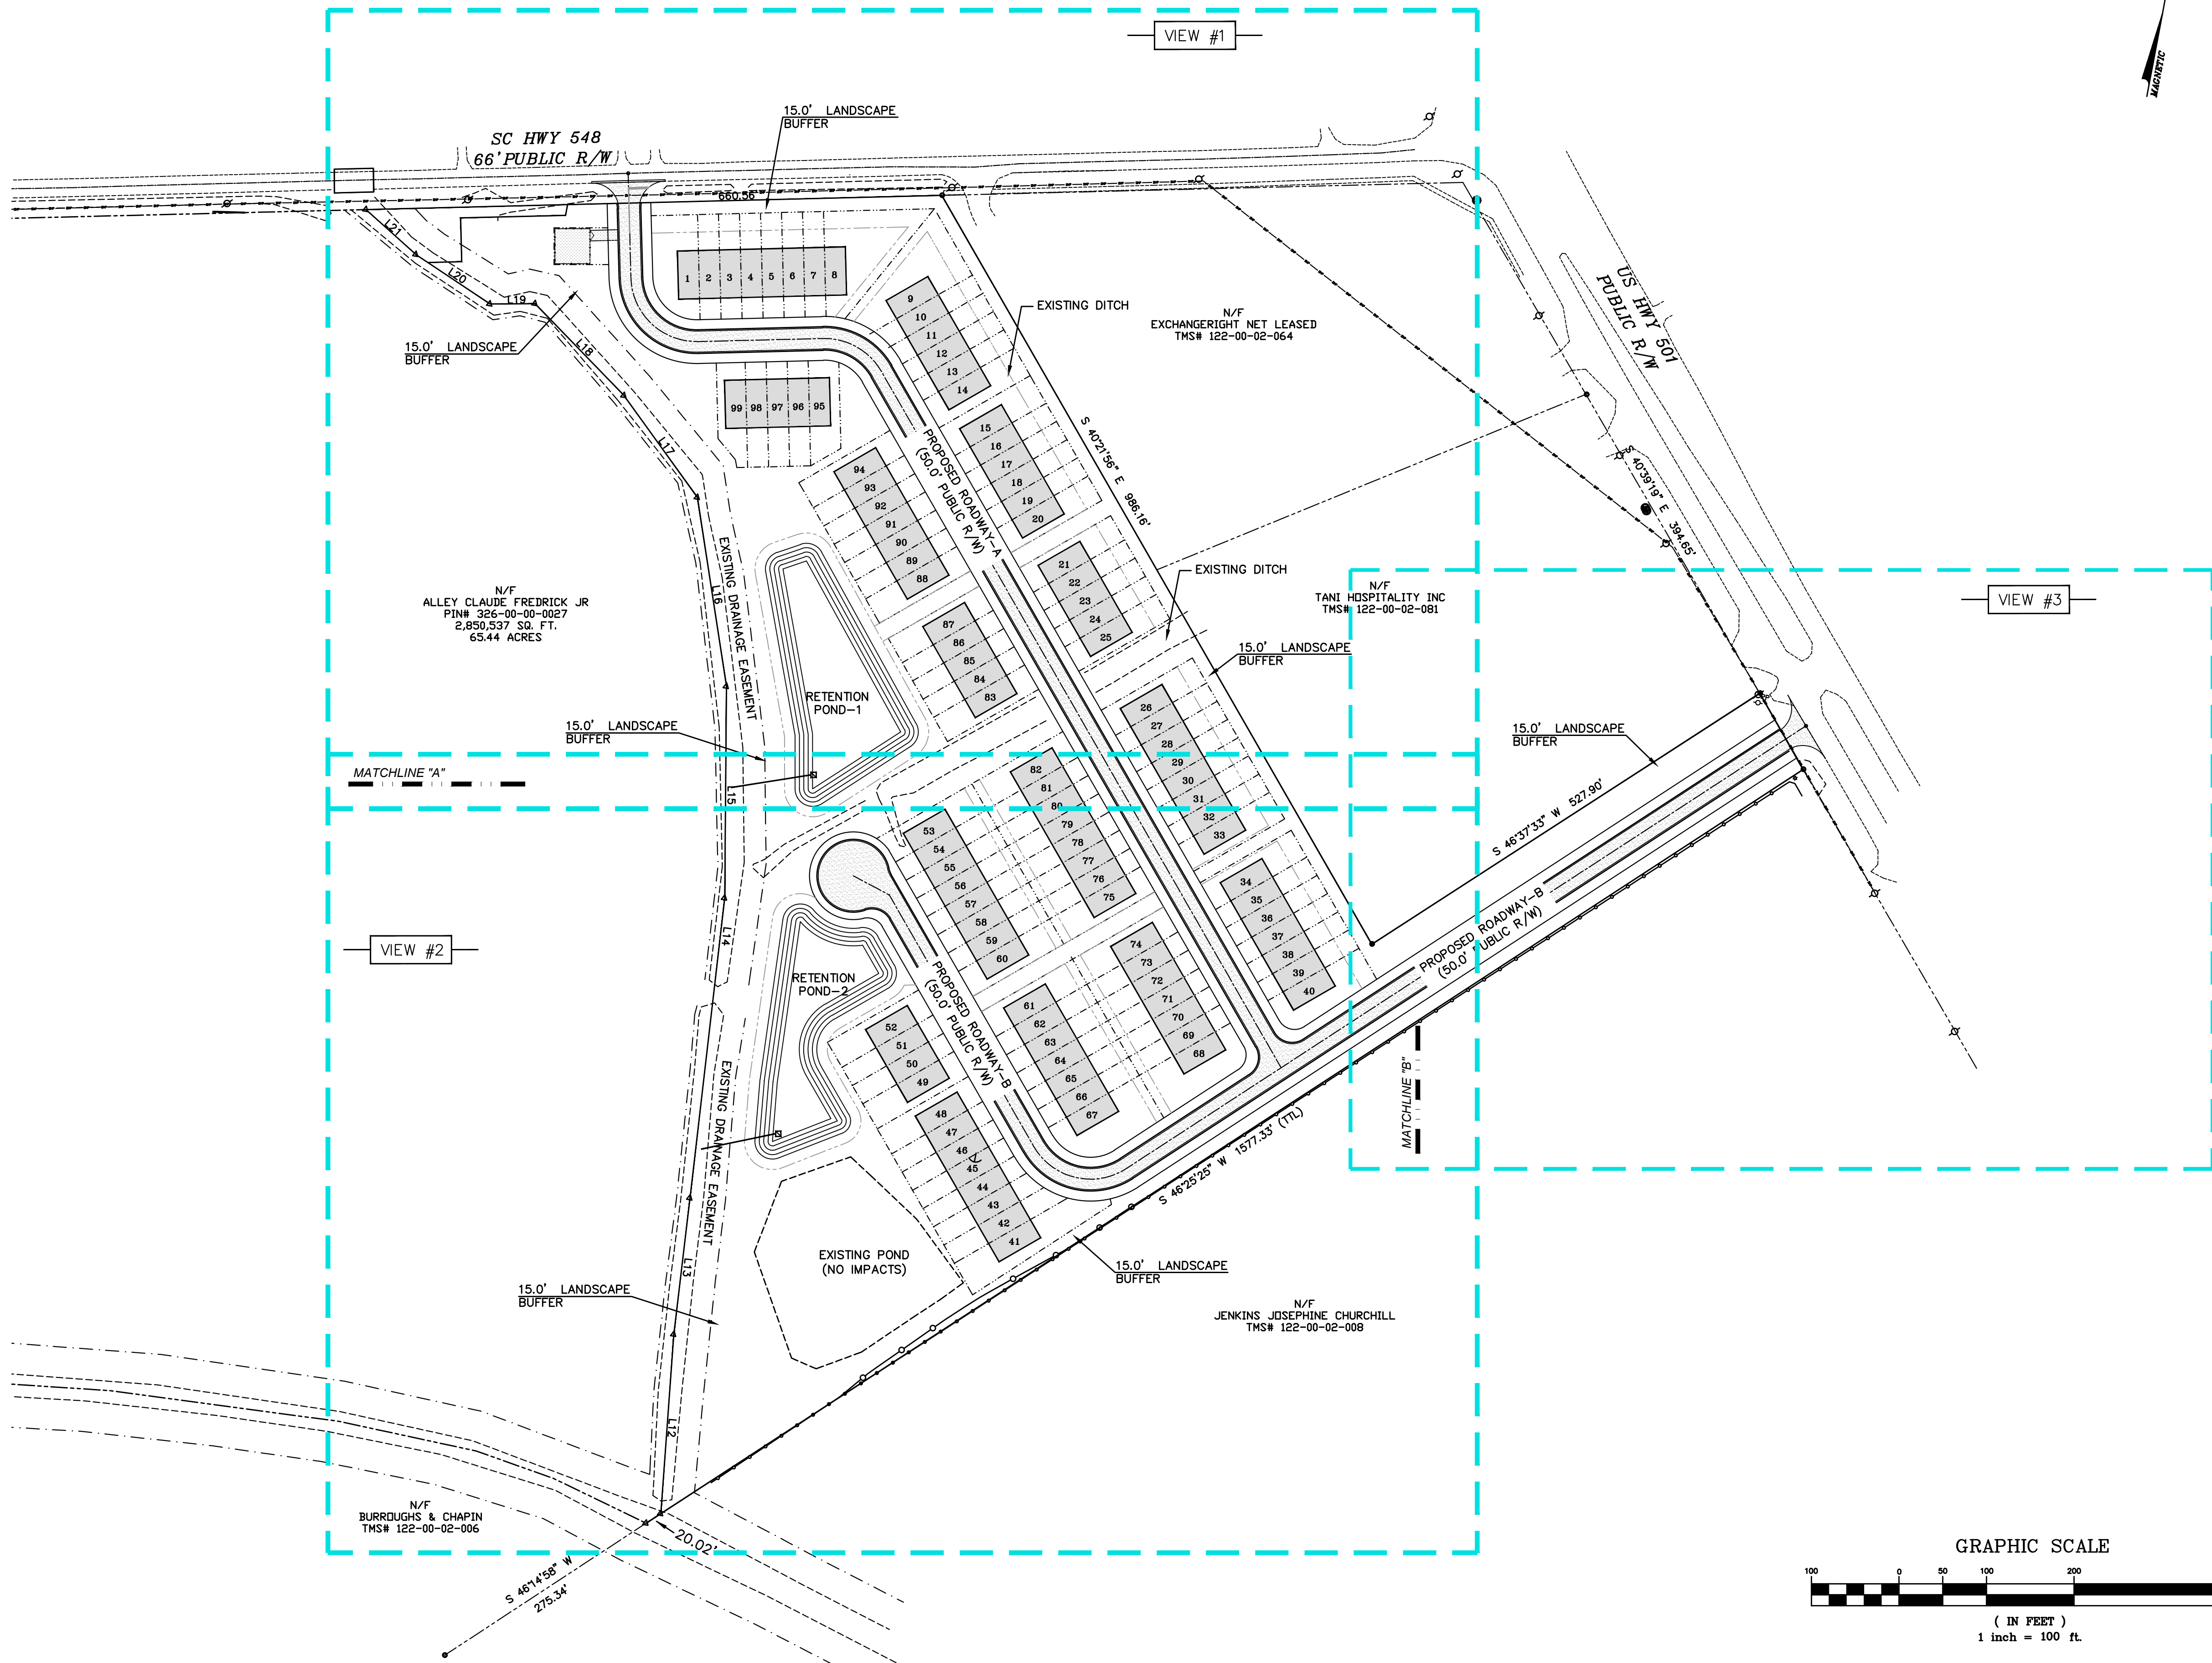 VIEW #1
MAGNETIC
15.0' LANDSCAPE
BUFFER
SC HWY 548
66' PUBLIC R/W
660.56'
L21
L20
L19
L18
L17
L16
L15
L14
L13
L12
1 2 3 4 5 6 7 8
9
10
11
12
13
14
EXISTING DITCH
N/F
EXCHANGERIGHT NET LEASED
TMS# 122-00-02-064
US HWY 501
PUBLIC R/W
15.0' LANDSCAPE
BUFFER
99 98 97 96 95
15
16
17
18
19
20
S 40°21'56" E 986.16'
S 40°39'19" E 394.65'
PROPOSED ROADWAY-A
(50.0' PUBLIC R/W)
94
93
92
91
90
89
88
21
22
23
24
25
EXISTING DITCH
N/F
TANI HOSPITALITY INC
TMS# 122-00-02-081
VIEW #3
N/F
ALLEY CLAUDE FREDRICK JR
PIN# 326-00-00-0027
2,850,537 SQ. FT.
65.44 ACRES
EXISTING DRAINAGE EASEMENT
87
86
85
84
83
15.0' LANDSCAPE
BUFFER
RETENTION
POND-1
15.0' LANDSCAPE
BUFFER
26
27
28
29
30
31
32
33
15.0' LANDSCAPE
BUFFER
MATCHLINE "A"
82
81
80
79
78
77
76
75
S 46°37'33" W 527.90'
53
54
55
56
57
58
59
60
34
35
36
37
38
39
40
PROPOSED ROADWAY-B
(50.0' PUBLIC R/W)
VIEW #2
RETENTION
POND-2
PROPOSED ROADWAY-B
(50.0' PUBLIC R/W)
74
73
72
71
70
69
68
61
62
63
64
65
66
67
52
51
50
49
48
47
46
45
44
43
42
41
EXISTING DRAINAGE EASEMENT
MATCHLINE "B"
S 46°25'25" W 1577.33' (TTL)
EXISTING POND
(NO IMPACTS)
15.0' LANDSCAPE
BUFFER
15.0' LANDSCAPE
BUFFER
N/F
JENKINS JOSEPHINE CHURCHILL
TMS# 122-00-02-008
N/F
BURROUGHS & CHAPIN
TMS# 122-00-02-006
20.02'
S 46°14'58" W
275.34'
GRAPHIC SCALE
100 0 50 100 200
( IN FEET )
1 inch = 100 ft.